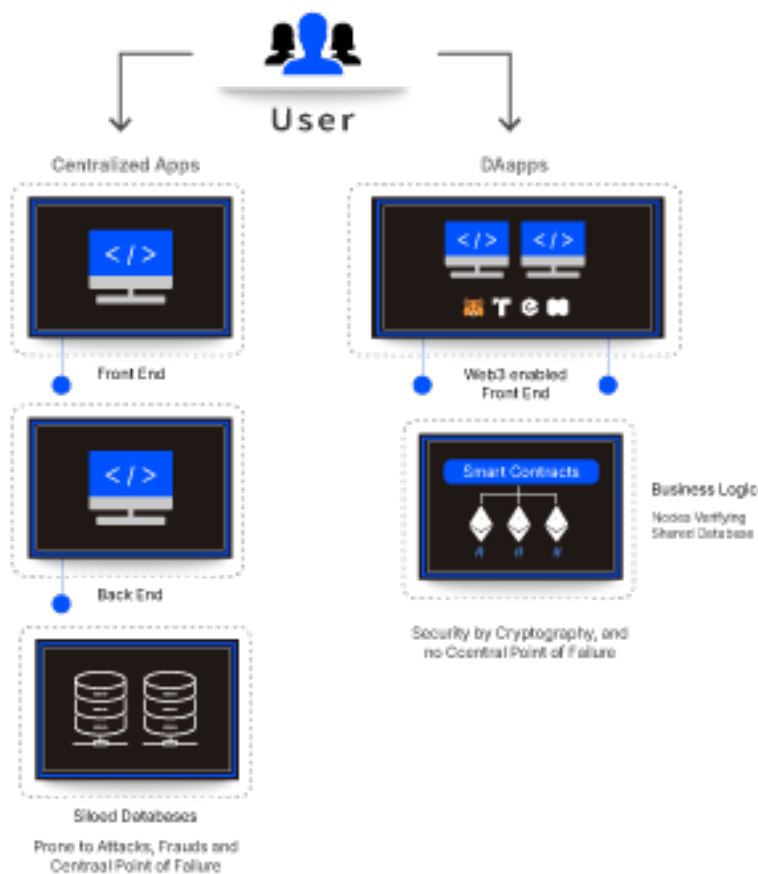 User
Centralized Apps
</>
Front End
</>
Back End
Siloed Databases
Prone to Attacks, Frauds and
Centraal Point of Failure
DAapps
</> </>
Web3 enabled
Front End
Smart Contracts
Business Logic
Nodes Verifying
Shared Database
Security by Cryptography, and
no Ccentral Point of Failure